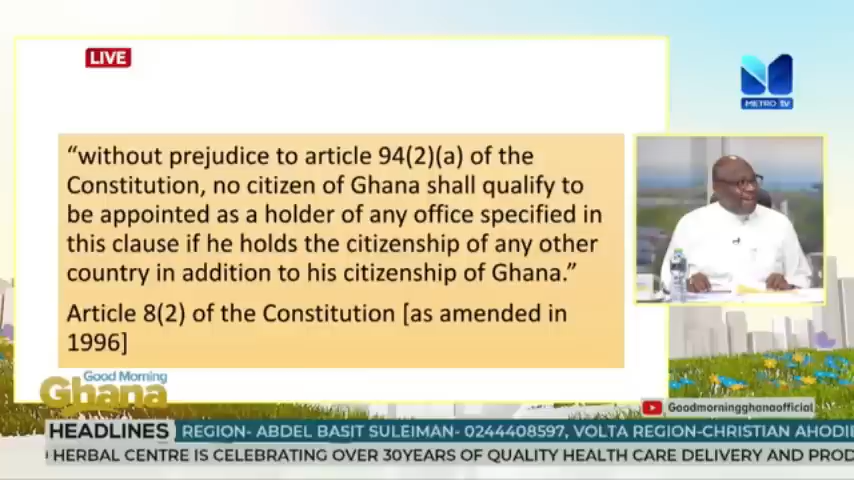 LIVE
METRO TV
“without prejudice to article 94(2)(a) of the
Constitution, no citizen of Ghana shall qualify to
be appointed as a holder of any office specified in
this clause if he holds the citizenship of any other
country in addition to his citizenship of Ghana.”
Article 8(2) of the Constitution [as amended in
1996]
Good Morning
Ghana
Goodmorningghanaofficial
HEADLINES
REGION- ABDEL BASIT SULEIMAN- 0244408597, VOLTA REGION-CHRISTIAN AHODI
HERBAL CENTRE IS CELEBRATING OVER 30YEARS OF QUALITY HEALTH CARE DELIVERY AND PROD